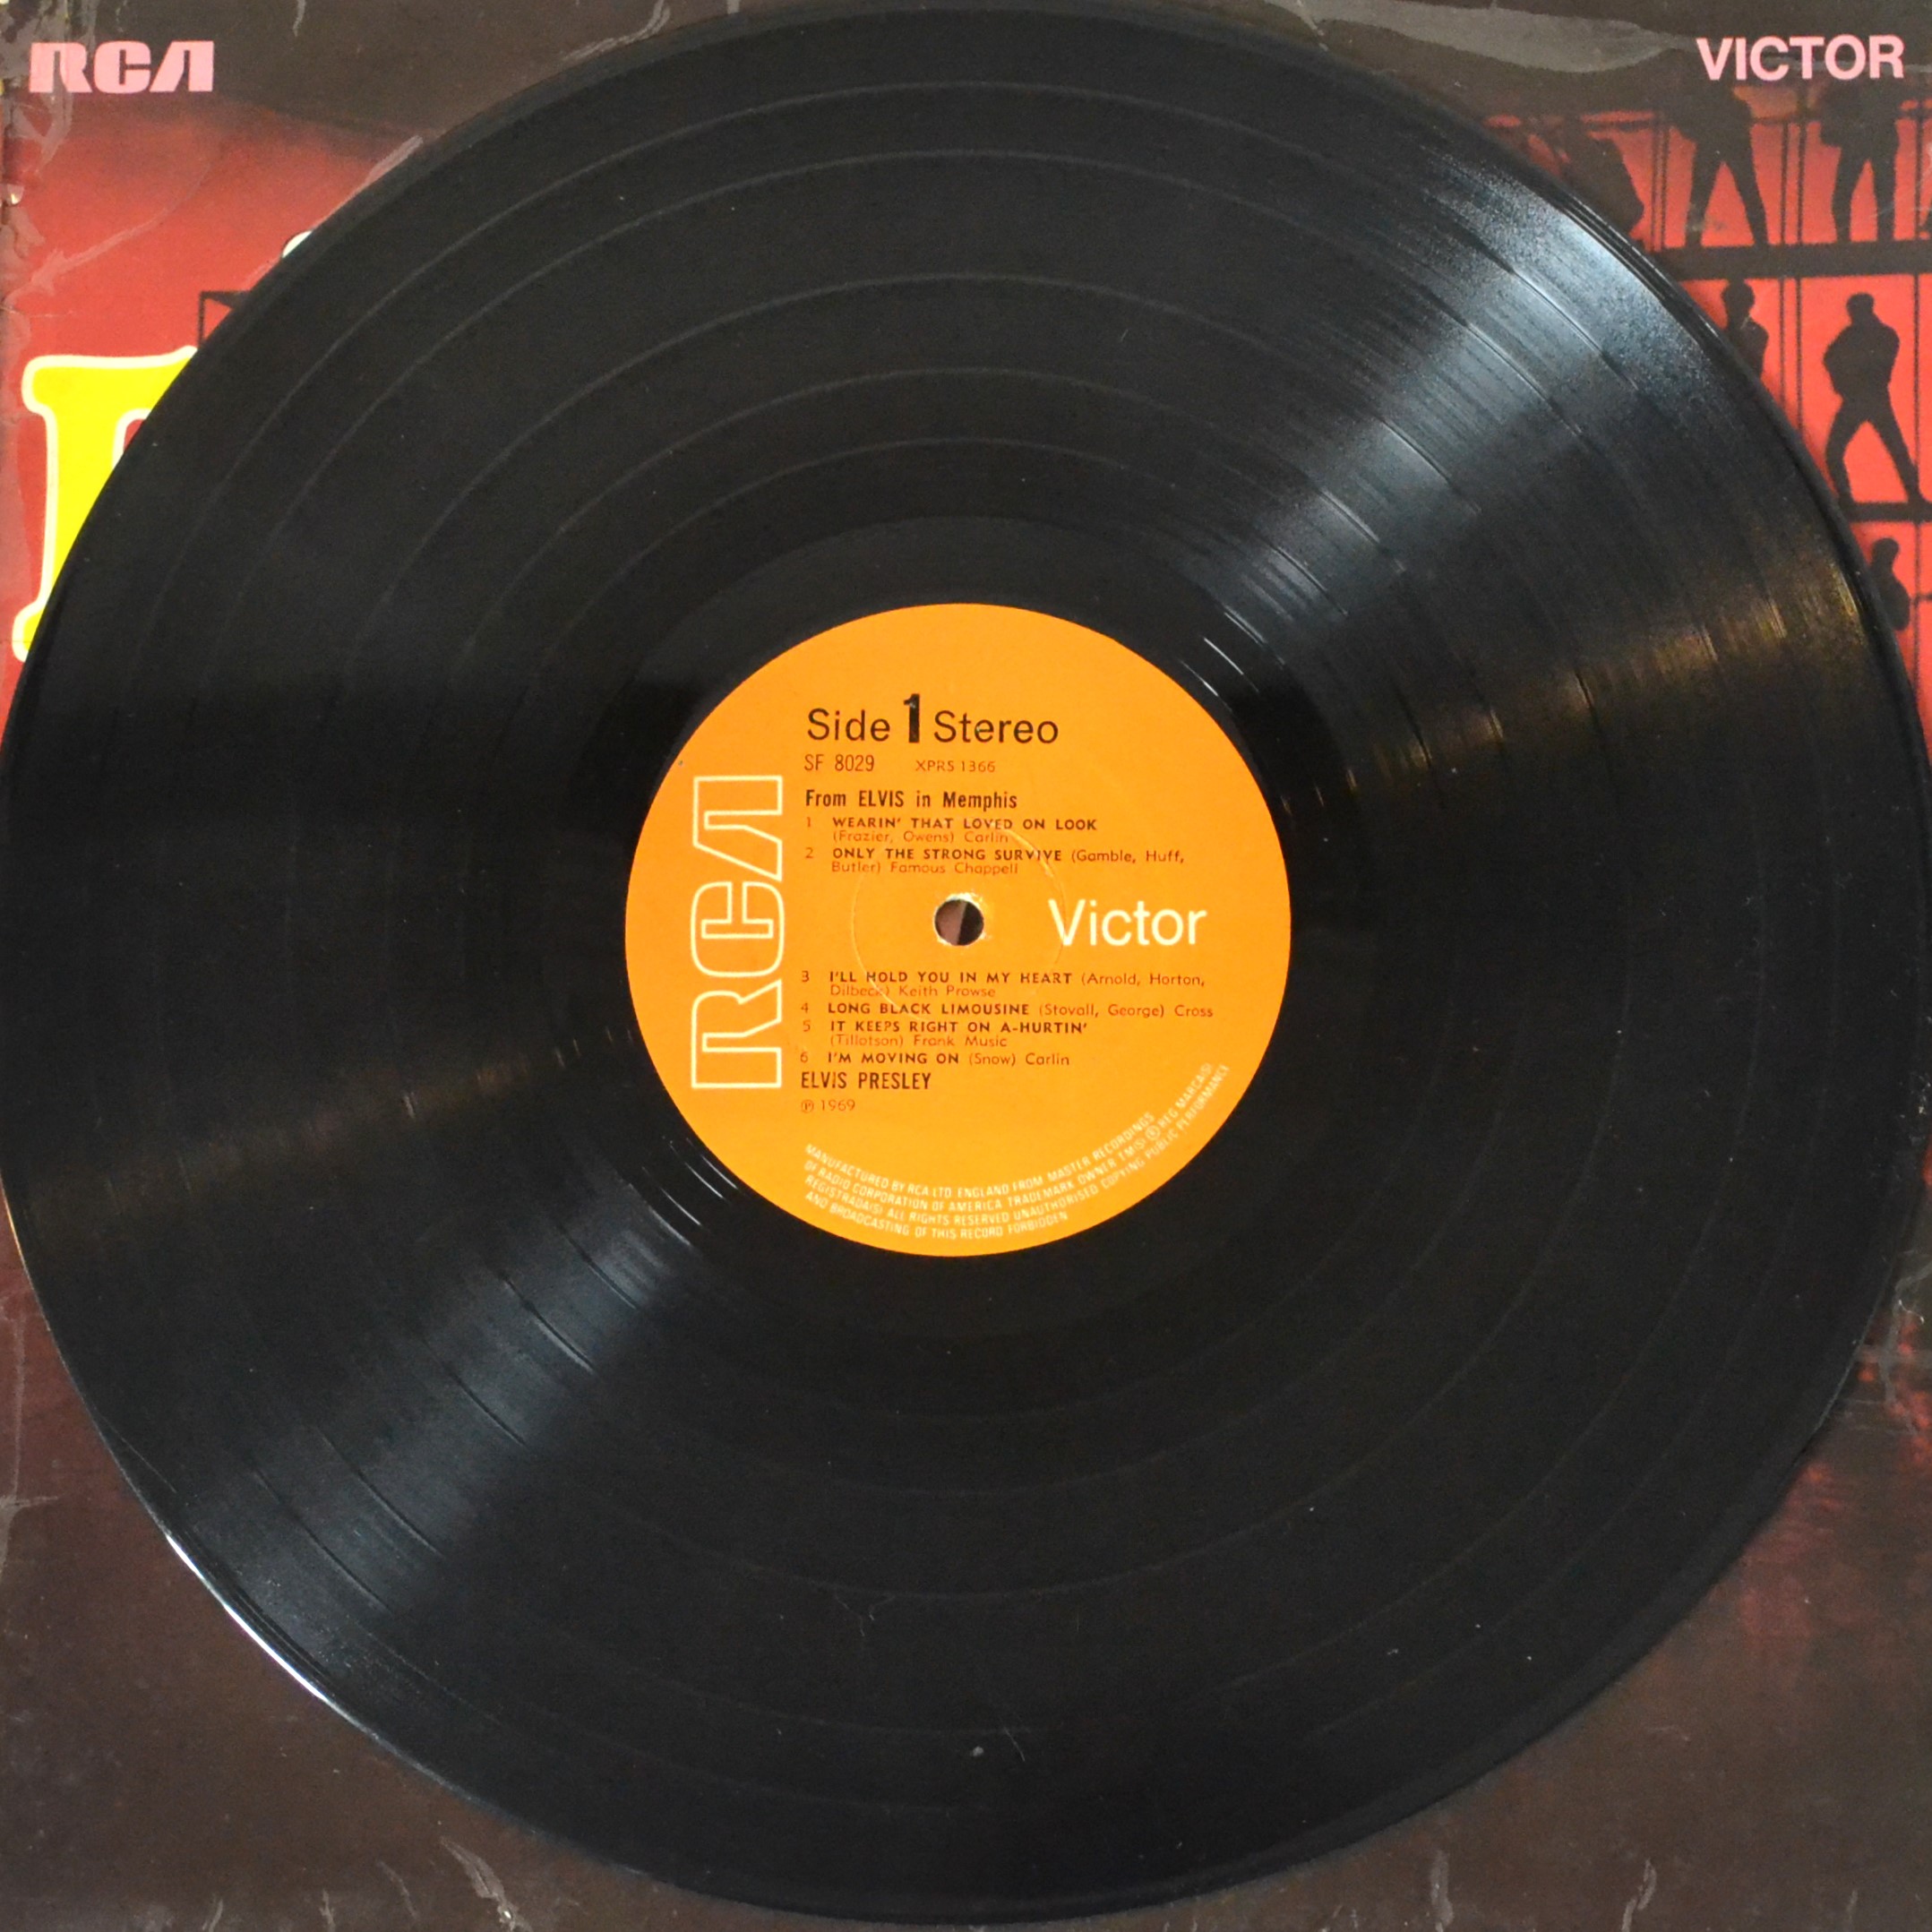 RCA
VICTOR
Side 1 Stereo
SF 8029 XPRS 1366
From ELVIS in Memphis
1 WEARIN' THAT LOVED ON LOOK
(Frazier, Owens) Carlin
2 ONLY THE STRONG SURVIVE (Gamble, Huff,
Butler) Famous Chappell
RCA
Victor
3 I'LL HOLD YOU IN MY HEART (Arnold, Horton,
Dilbeck) Keith Prowse
4 LONG BLACK LIMOUSINE (Stovall, George) Cross
5 IT KEEPS RIGHT ON A-HURTIN'
(Tillotson) Frank Music
6 I'M MOVING ON (Snow) Carlin
ELVIS PRESLEY
℗ 1969
MANUFACTURED BY RCA LTD ENGLAND FROM MASTER RECORDINGS
OF RADIO CORPORATION OF AMERICA TRADEMARK OWNER TM(S) ® REG MARCA(S)
REGISTRADA(S) ALL RIGHTS RESERVED UNAUTHORISED COPYING PUBLIC PERFORMANCE
AND BROADCASTING OF THIS RECORD FORBIDDEN